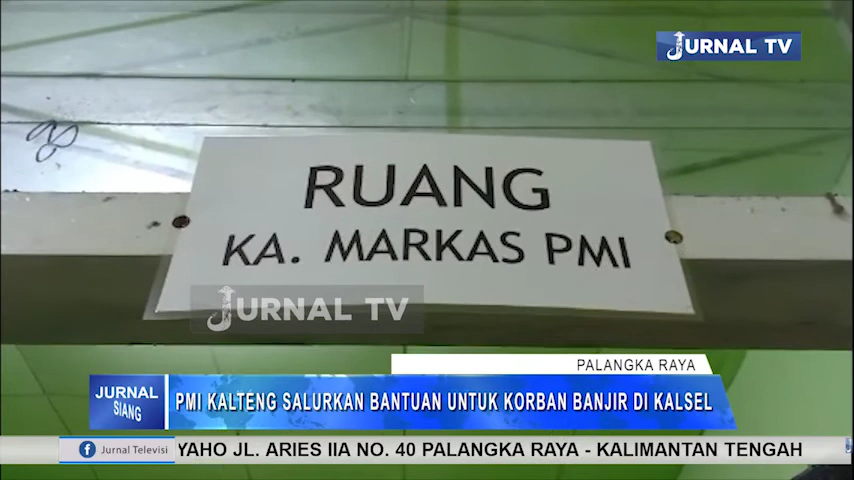 JURNAL TV
RUANG
KA. MARKAS PMI
JURNAL TV
PALANGKA RAYA
JURNAL
SIANG
PMI KALTENG SALURKAN BANTUAN UNTUK KORBAN BANJIR DI KALSEL
Jurnal Televisi
YAHO JL. ARIES IIA NO. 40 PALANGKA RAYA - KALIMANTAN TENGAH